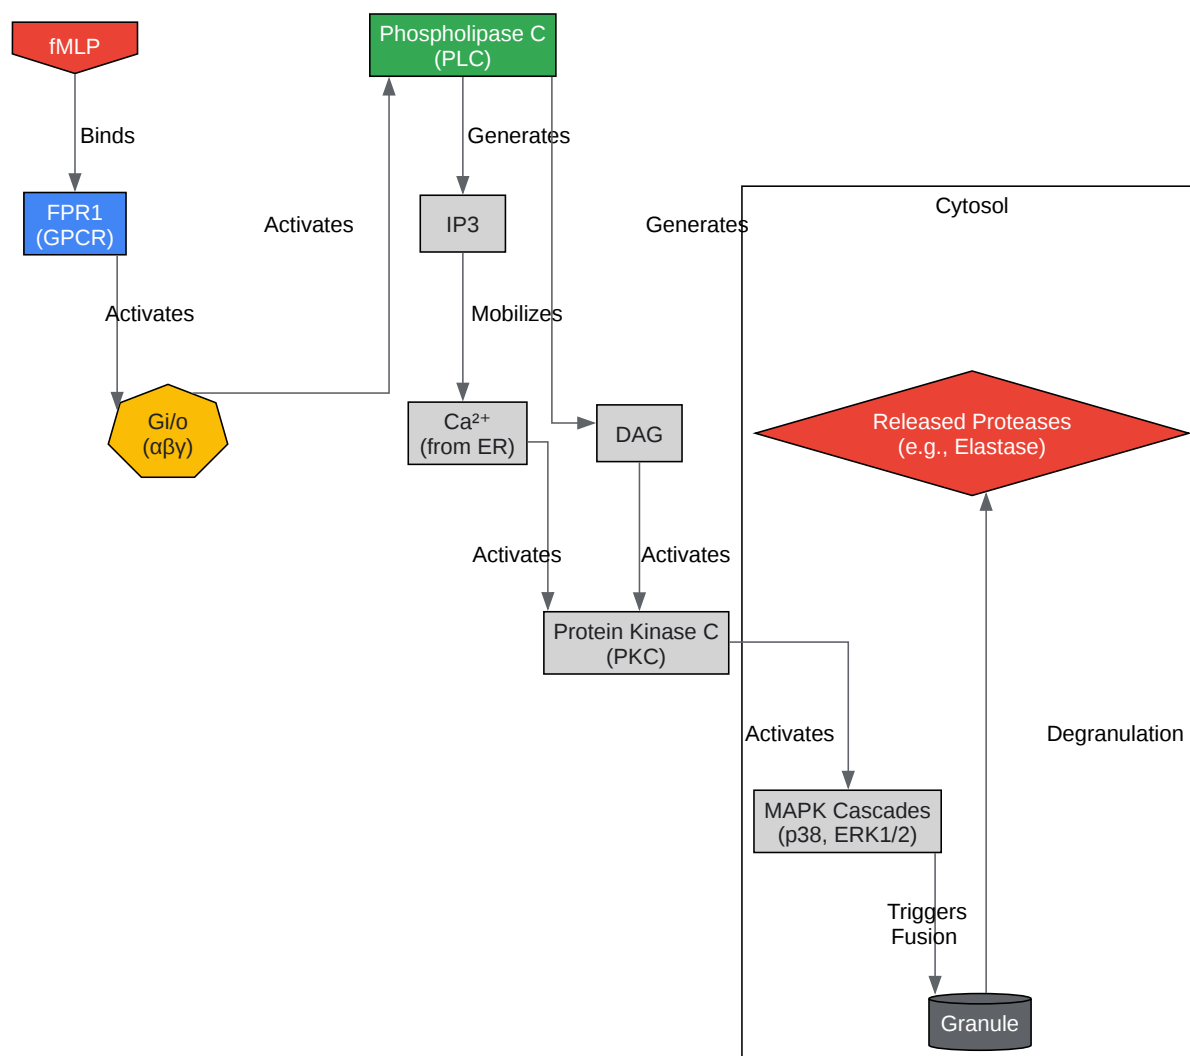 fMLP
Phospholipase C
(PLC)
Binds
Generates
FPR1
(GPCR)
Activates
IP3
Generates
Cytosol
Activates
Mobilizes
Gi/o
(αβγ)
Ca²⁺
(from ER)
DAG
Released Proteases
(e.g., Elastase)
Activates
Activates
Protein Kinase C
(PKC)
Activates
Degranulation
MAPK Cascades
(p38, ERK1/2)
Triggers
Fusion
Granule